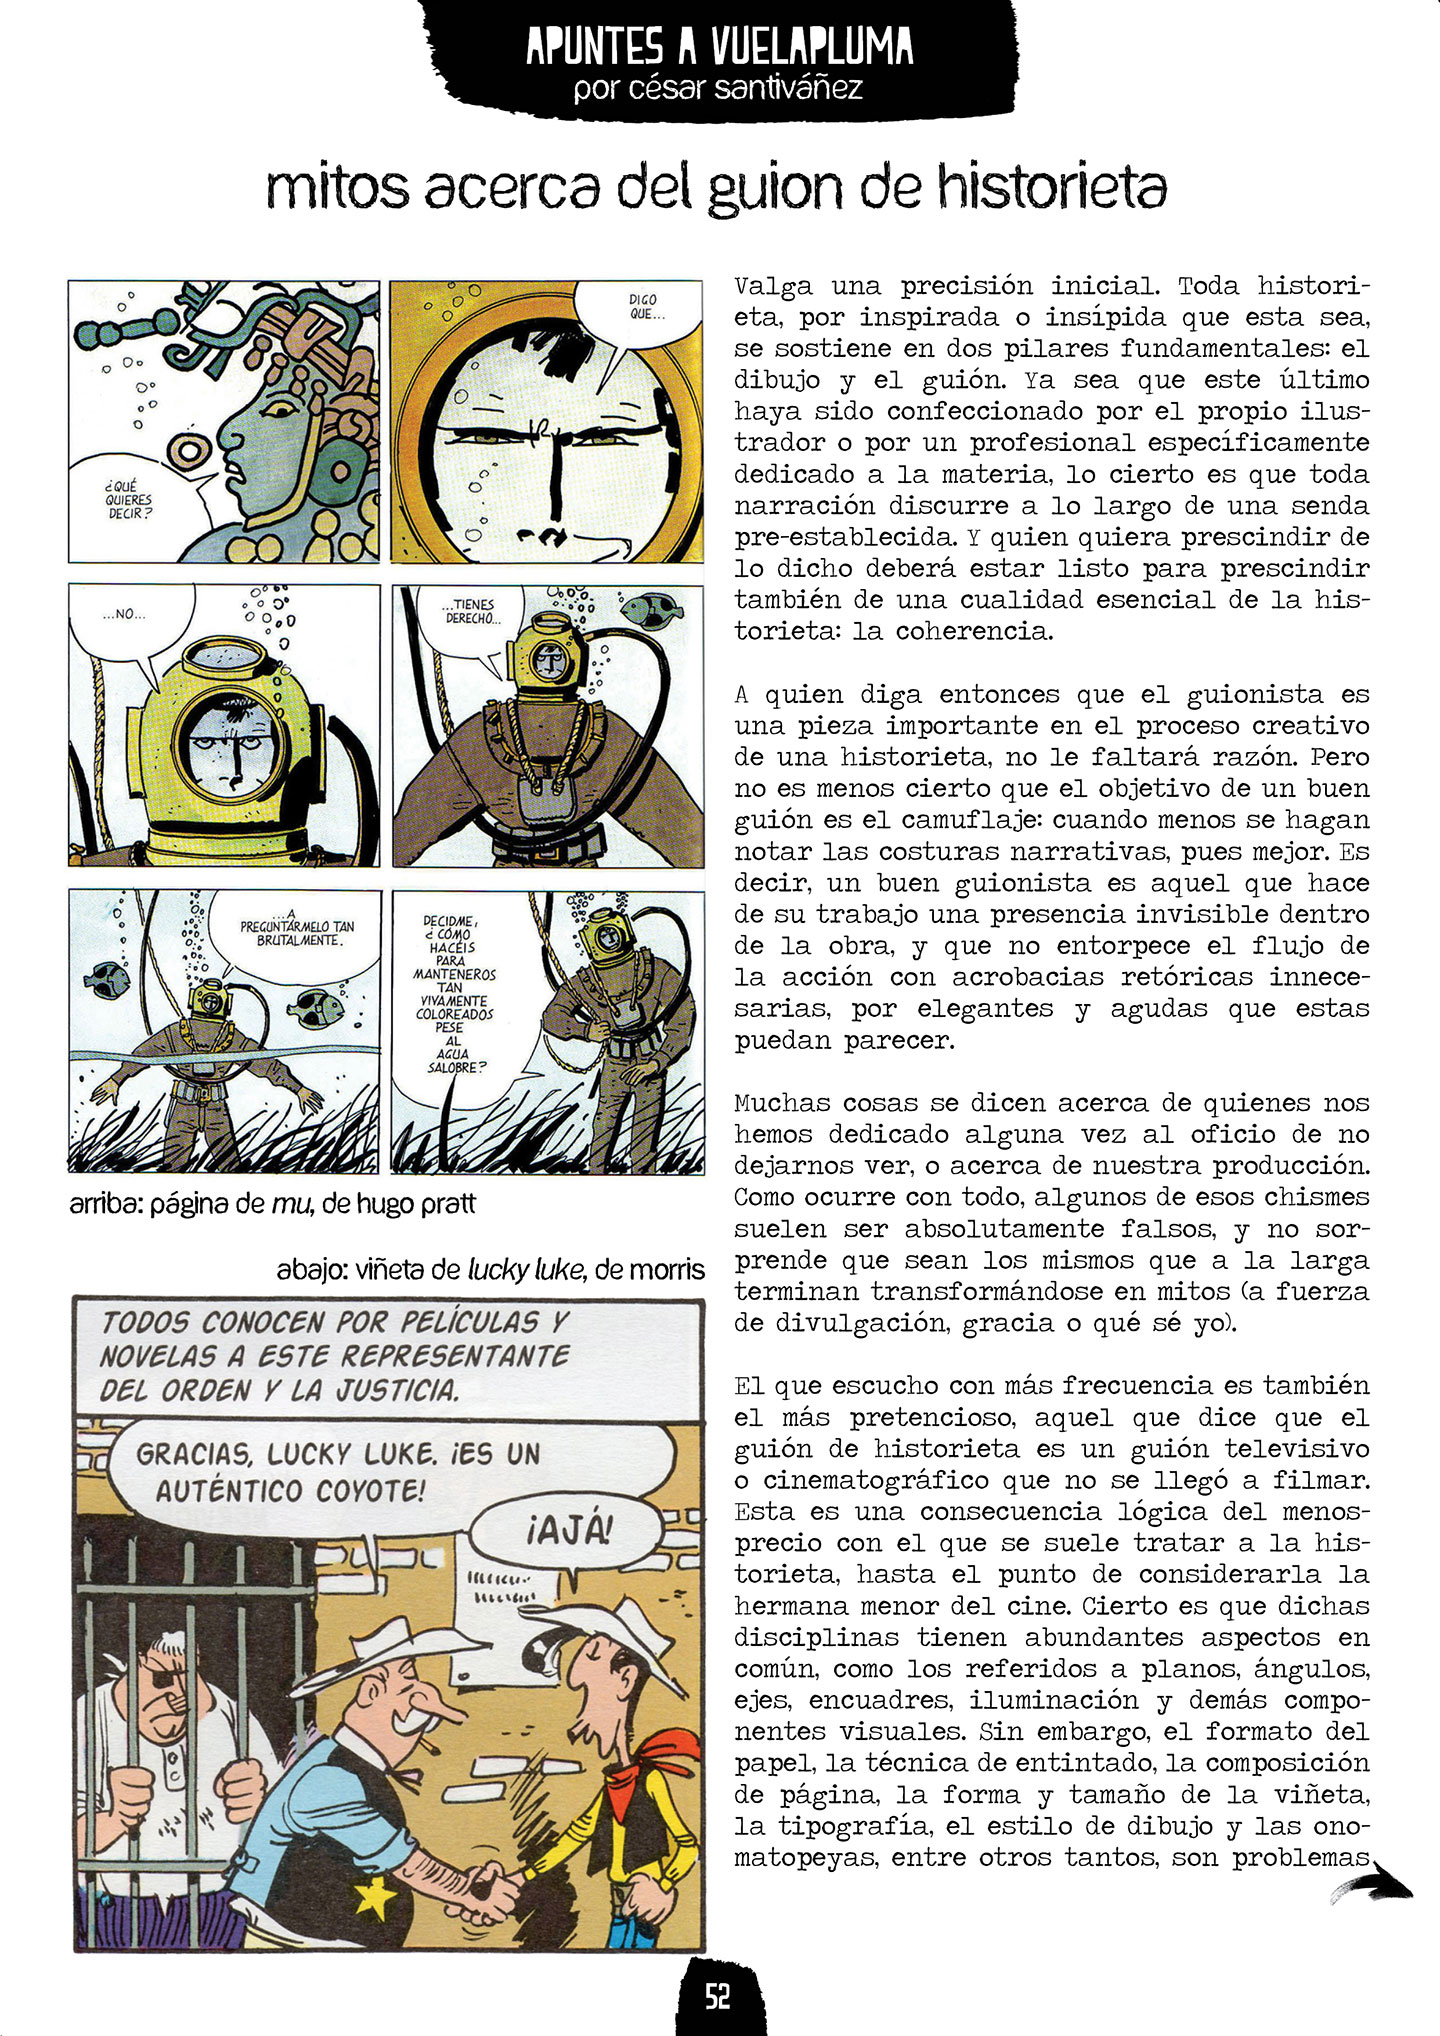 APUNTES A VUELAPLUMA
por césar santiváñez
mitos acerca del guion de historieta
¿QUÉ
QUIERES
DECIR?
DIGO
QUE...
...NO...
...TIENES
DERECHO...
...A
PREGUNTÁRMELO TAN
BRUTALMENTE.
DECIDME,
¿CÓMO
HACÉIS
PARA
MANTENEROS
TAN
VIVAMENTE
COLOREADOS
PESE
AL
AGUA
SALOBRE?
arriba: página de mu, de hugo pratt
abajo: viñeta de lucky luke, de morris
TODOS CONOCEN POR PELÍCULAS Y
NOVELAS A ESTE REPRESENTANTE
DEL ORDEN Y LA JUSTICIA.
GRACIAS, LUCKY LUKE. ¡ES UN
AUTÉNTICO COYOTE!
¡AJÁ!
Valga una precisión inicial. Toda histori-
eta, por inspirada o insípida que esta sea,
se sostiene en dos pilares fundamentales: el
dibujo y el guión. Ya sea que este último
haya sido confeccionado por el propio ilus-
trador o por un profesional específicamente
dedicado a la materia, lo cierto es que toda
narración discurre a lo largo de una senda
pre-establecida. Y quien quiera prescindir de
lo dicho deberá estar listo para prescindir
también de una cualidad esencial de la his-
torieta: la coherencia.
A quien diga entonces que el guionista es
una pieza importante en el proceso creativo
de una historieta, no le faltará razón. Pero
no es menos cierto que el objetivo de un buen
guión es el camuflaje: cuando menos se hagan
notar las costuras narrativas, pues mejor. Es
decir, un buen guionista es aquel que hace
de su trabajo una presencia invisible dentro
de la obra, y que no entorpece el flujo de
la acción con acrobacias retóricas innece-
sarias, por elegantes y agudas que estas
puedan parecer.
Muchas cosas se dicen acerca de quienes nos
hemos dedicado alguna vez al oficio de no
dejarnos ver, o acerca de nuestra producción.
Como ocurre con todo, algunos de esos chismes
suelen ser absolutamente falsos, y no sor-
prende que sean los mismos que a la larga
terminan transformándose en mitos (a fuerza
de divulgación, gracia o qué sé yo).
El que escucho con más frecuencia es también
el más pretencioso, aquel que dice que el
guión de historieta es un guión televisivo
o cinematográfico que no se llegó a filmar.
Esta es una consecuencia lógica del menos-
precio con el que se suele tratar a la his-
torieta, hasta el punto de considerarla la
hermana menor del cine. Cierto es que dichas
disciplinas tienen abundantes aspectos en
común, como los referidos a planos, ángulos,
ejes, encuadres, iluminación y demás compo-
nentes visuales. Sin embargo, el formato del
papel, la técnica de entintado, la composición
de página, la forma y tamaño de la viñeta,
la tipografía, el estilo de dibujo y las ono-
matopeyas, entre otros tantos, son problemas
52